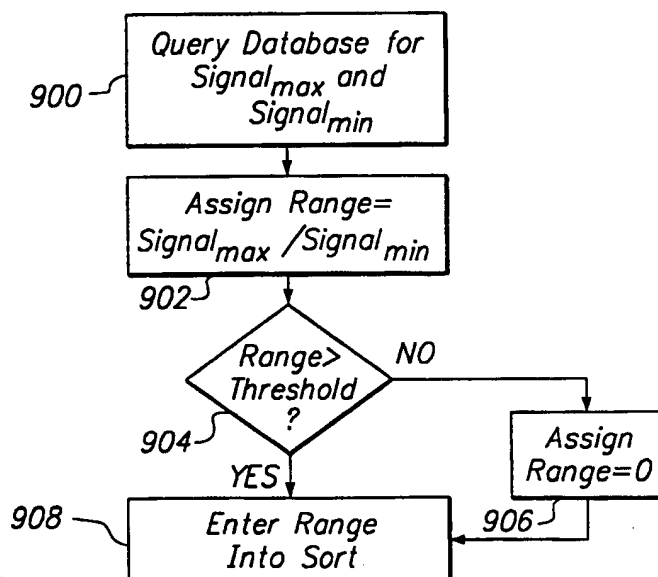 Query Database for
Signalmax and
Signalmin
900
Assign Range=
Signalmax /Signalmin
902
Range>
Threshold
?
NO
904
YES
Assign
Range=0
906
908
Enter Range
Into Sort